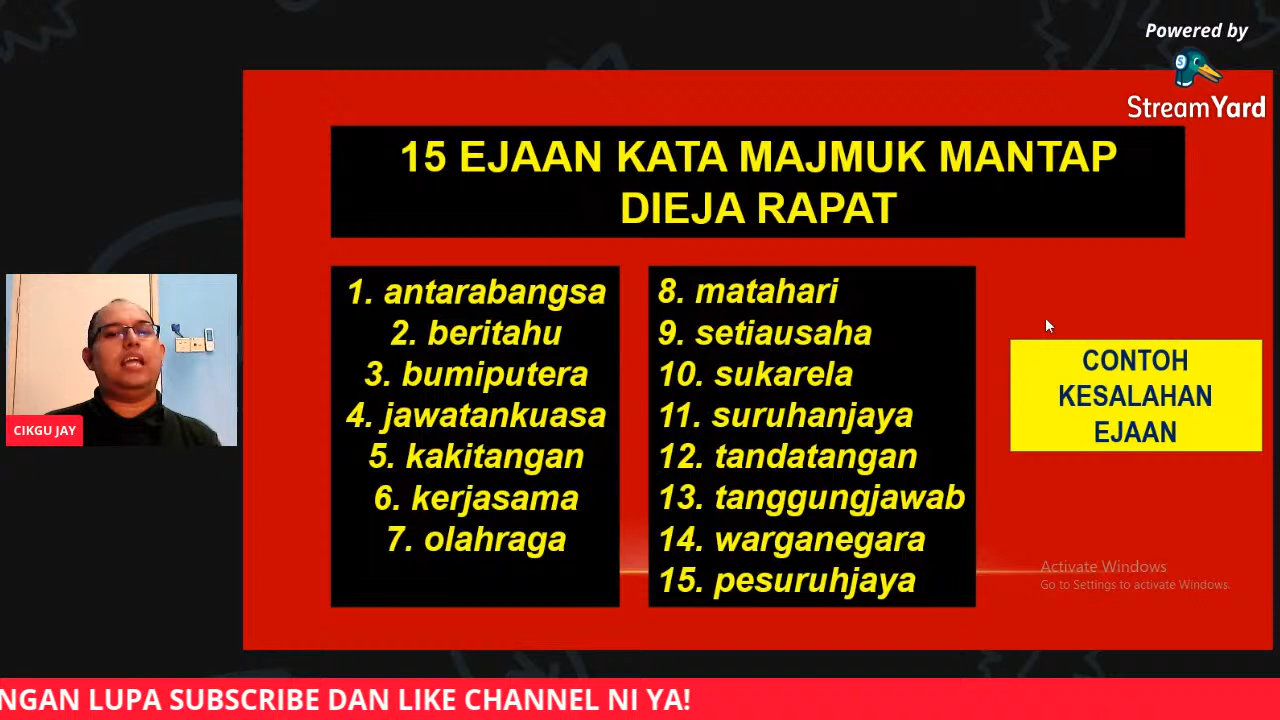 Powered by
StreamYard
15 EJAAN KATA MAJMUK MANTAP
DIEJA RAPAT
1. antarabangsa
2. beritahu
3. bumiputera
4. jawatankuasa
5. kakitangan
6. kerjasama
7. olahraga
8. matahari
9. setiausaha
10. sukarela
11. suruhanjaya
12. tandatangan
13. tanggungjawab
14. warganegara
15. pesuruhjaya
CONTOH
KESALAHAN
EJAAN
CIKGU JAY
Activate Windows
Go to Settings to activate Windows.
NGAN LUPA SUBSCRIBE DAN LIKE CHANNEL NI YA!